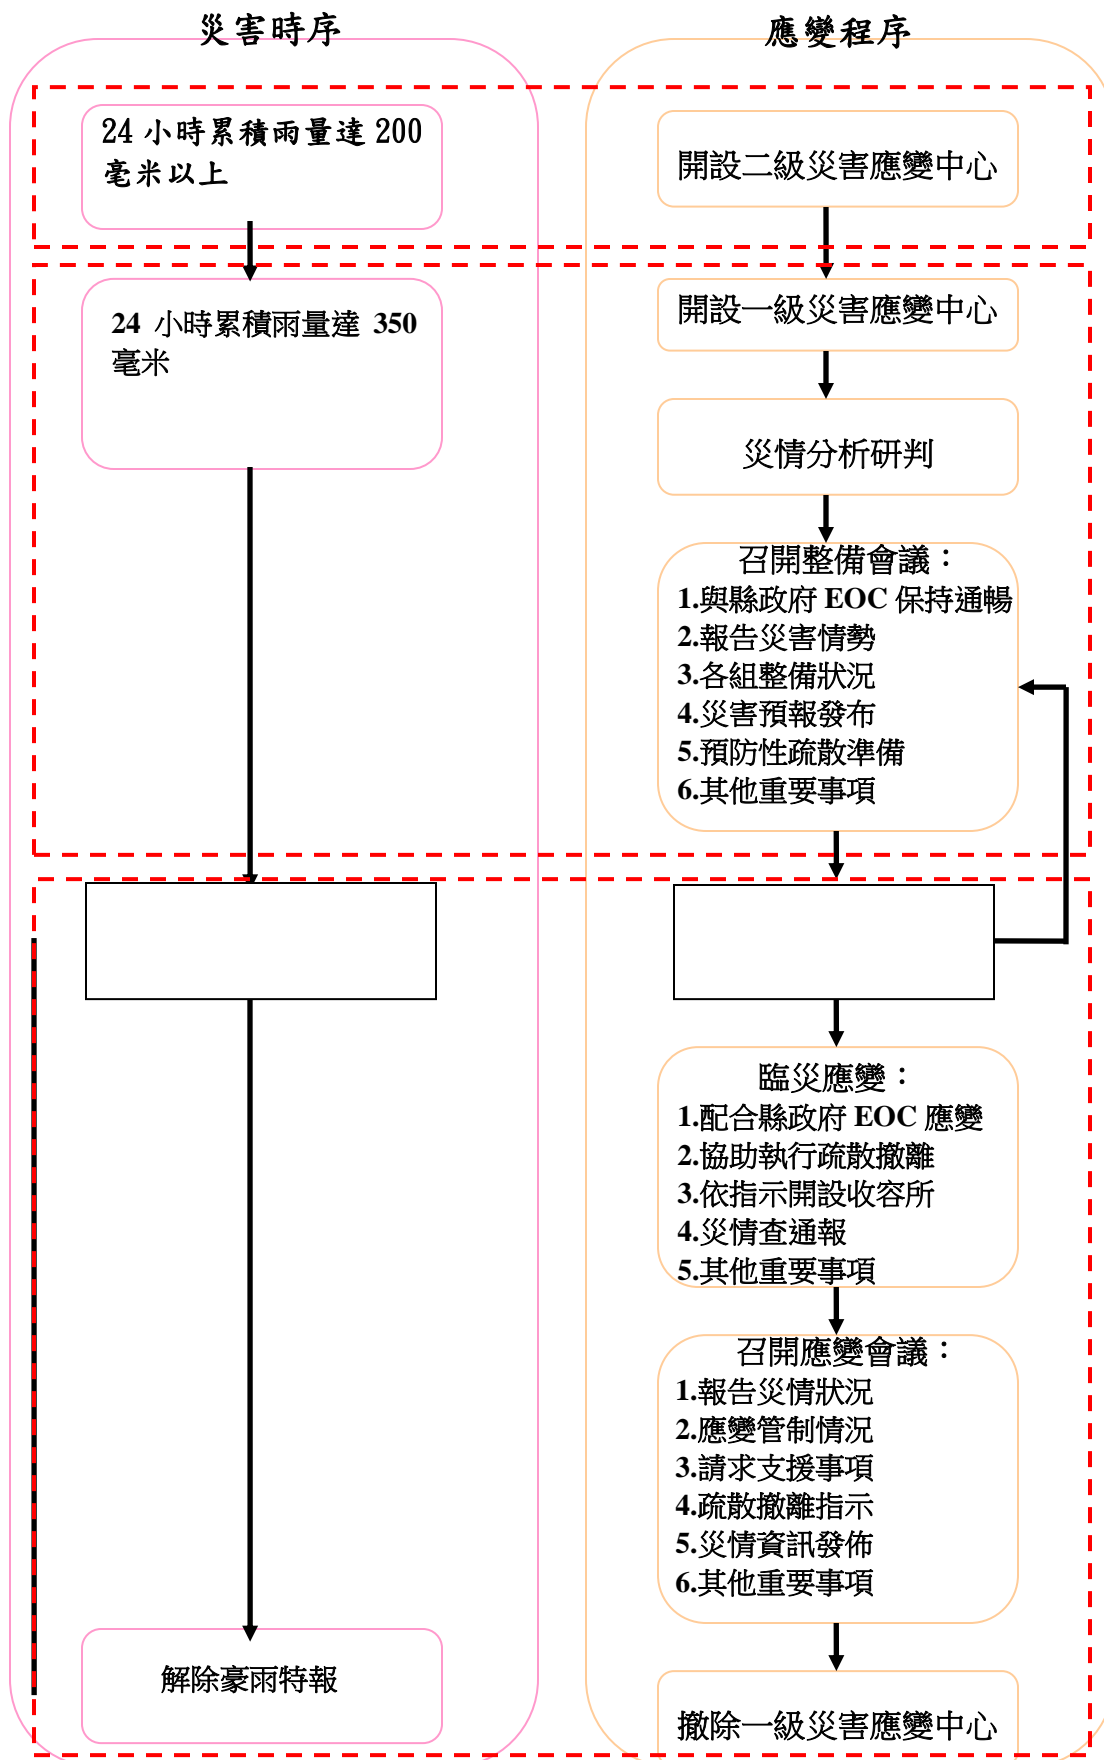 災害時序
24 小時累積雨量達 200
毫米以上
24 小時累積雨量達 350
毫米
解除豪雨特報
應變程序
開設二級災害應變中心
開設一級災害應變中心
災情分析研判
召開整備會議：
1.與縣政府 EOC 保持通暢
2.報告災害情勢
3.各組整備狀況
4.災害預報發布
5.預防性疏散準備
6.其他重要事項
臨災應變：
1.配合縣政府 EOC 應變
2.協助執行疏散撤離
3.依指示開設收容所
4.災情查通報
5.其他重要事項
召開應變會議：
1.報告災情狀況
2.應變管制情況
3.請求支援事項
4.疏散撤離指示
5.災情資訊發佈
6.其他重要事項
撤除一級災害應變中心